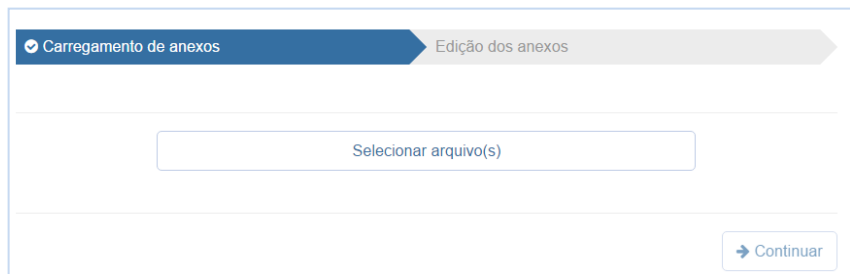 Carregamento de anexos
Edição dos anexos
Selecionar arquivo(s)
Continuar